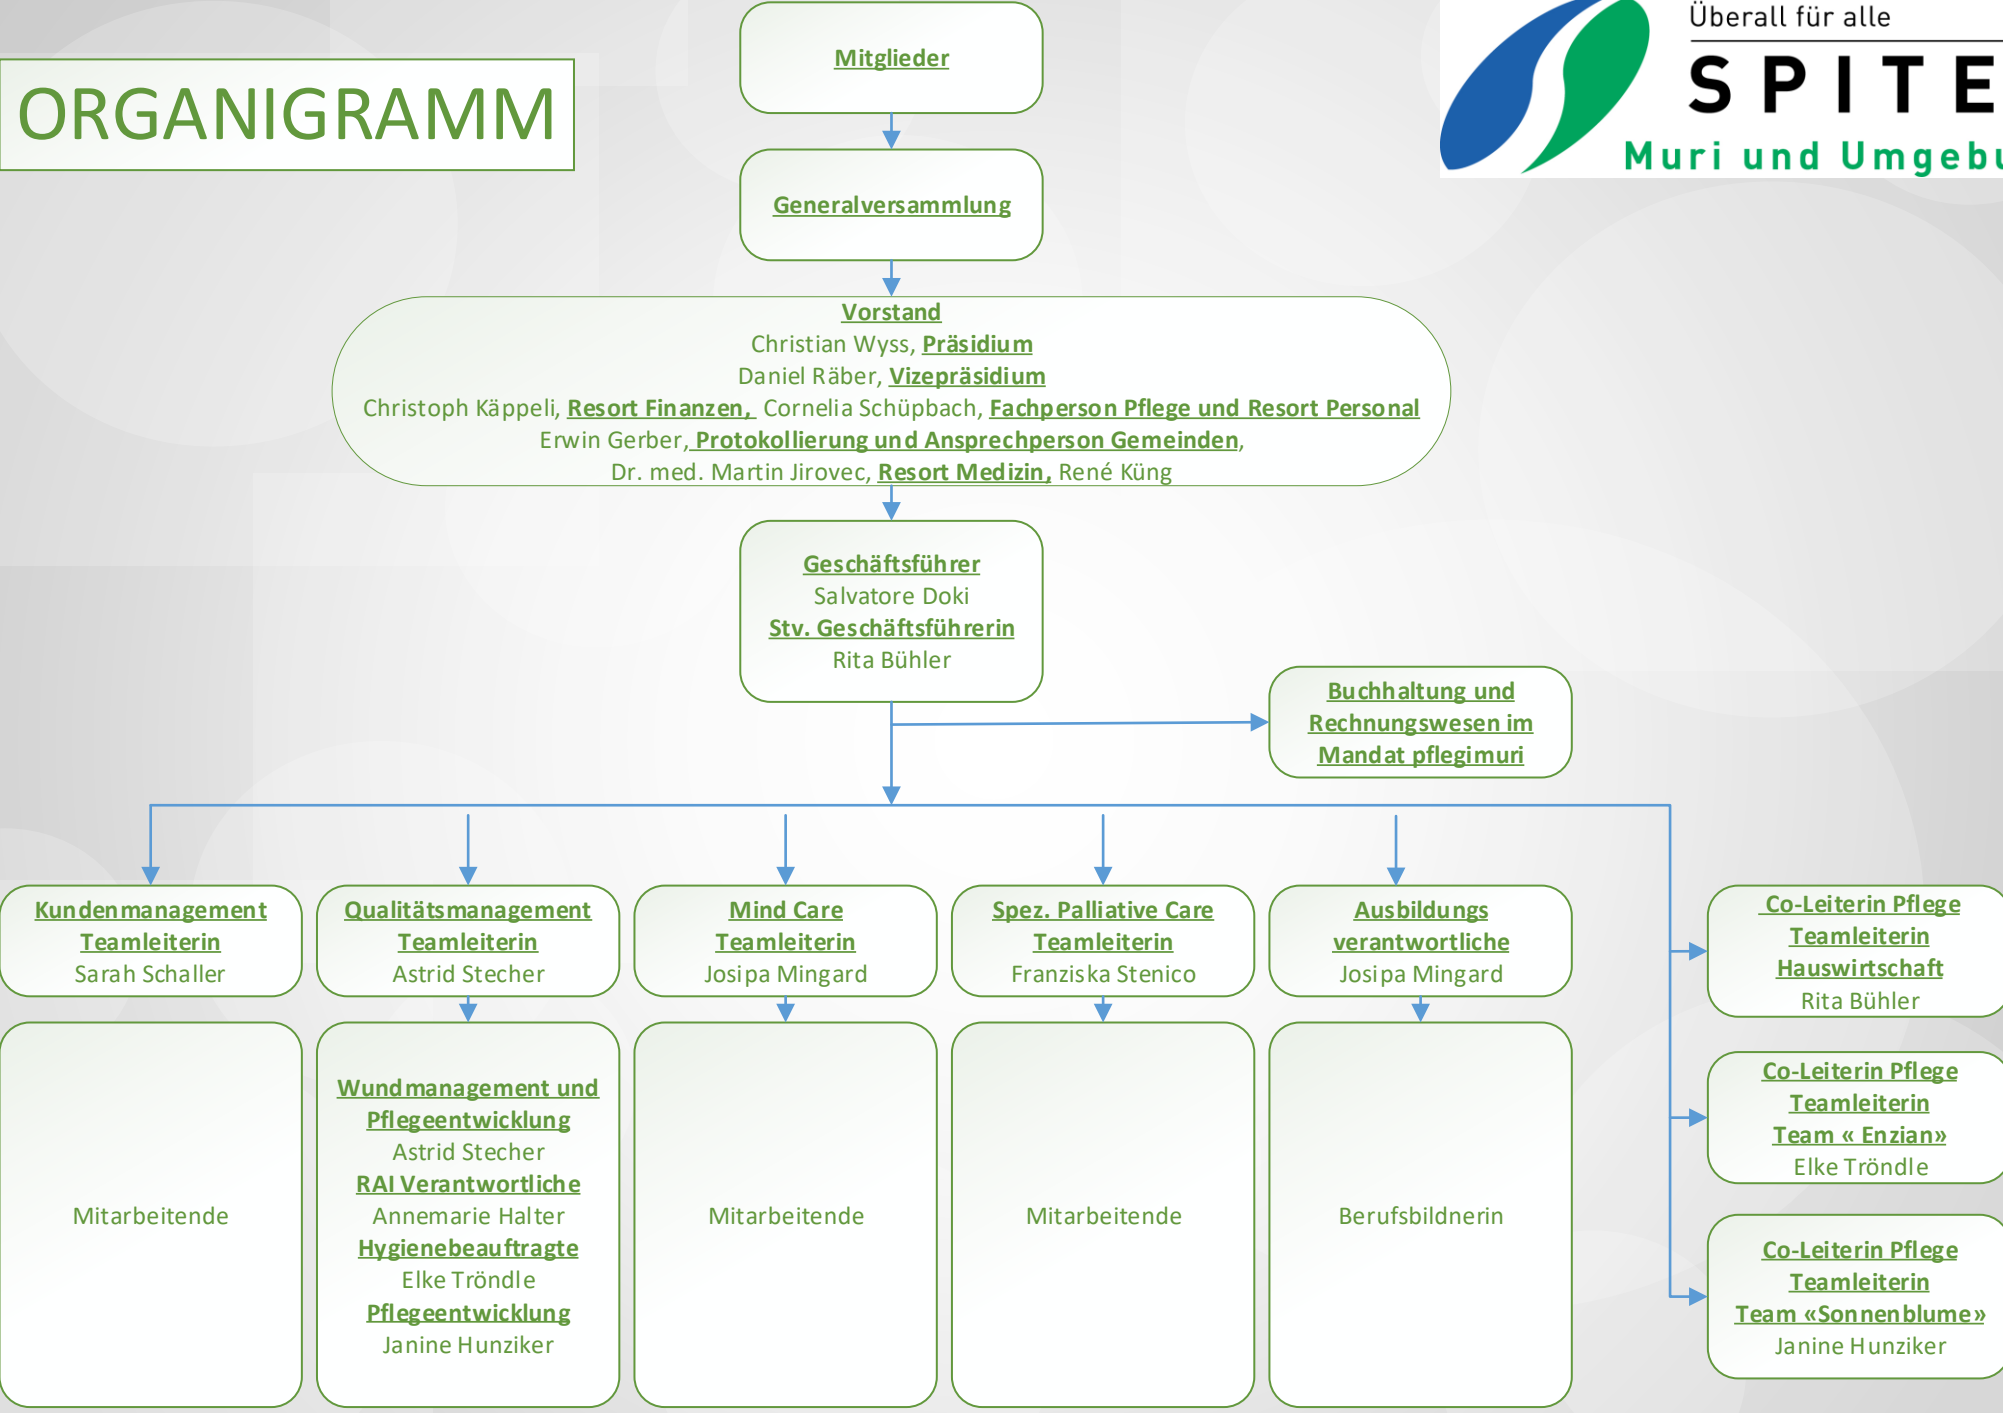 ORGANIGRAMM
Überall für alle
SPITE
Muri und Umgebu
Mitglieder
Generalversammlung
Vorstand
Christian Wyss, Präsidium
Daniel Räber, Vizepräsidium
Christoph Käppeli, Resort Finanzen, Cornelia Schüpbach, Fachperson Pflege und Resort Personal
Erwin Gerber, Protokollierung und Ansprechperson Gemeinden,
Dr. med. Martin Jirovec, Resort Medizin, René Küng
Geschäftsführer
Salvatore Doki
Stv. Geschäftsführerin
Rita Bühler
Buchhaltung und
Rechnungswesen im
Mandat pflegimuri
Kundenmanagement
Teamleiterin
Sarah Schaller
Qualitätsmanagement
Teamleiterin
Astrid Stecher
Mind Care
Teamleiterin
Josipa Mingard
Spez. Palliative Care
Teamleiterin
Franziska Stenico
Ausbildungs
verantwortliche
Josipa Mingard
Co-Leiterin Pflege
Teamleiterin
Hauswirtschaft
Rita Bühler
Co-Leiterin Pflege
Teamleiterin
Team « Enzian»
Elke Tröndle
Co-Leiterin Pflege
Teamleiterin
Team «Sonnenblume»
Janine Hunziker
Mitarbeitende
Wundmanagement und
Pflegeentwicklung
Astrid Stecher
RAI Verantwortliche
Annemarie Halter
Hygienebeauftragte
Elke Tröndle
Pflegeentwicklung
Janine Hunziker
Mitarbeitende
Mitarbeitende
Berufsbildnerin